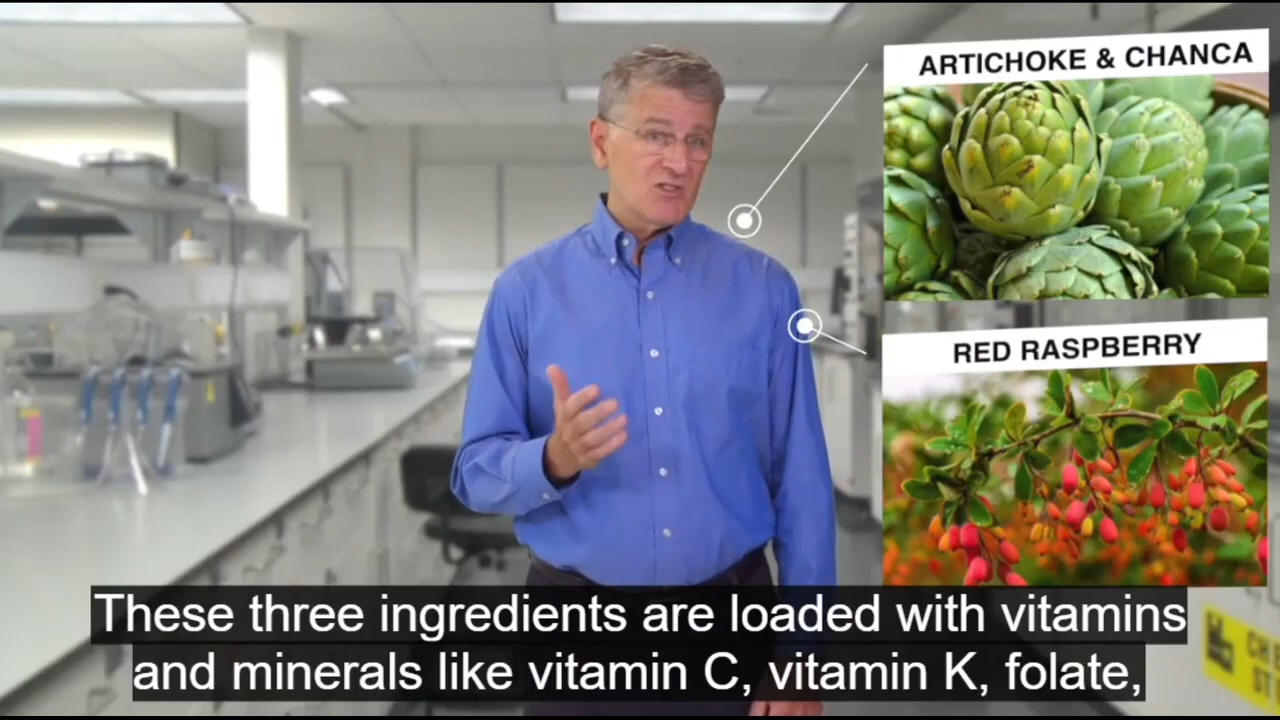 ARTICHOKE & CHANCA
RED RASPBERRY
These three ingredients are loaded with vitamins
and minerals like vitamin C, vitamin K, folate,